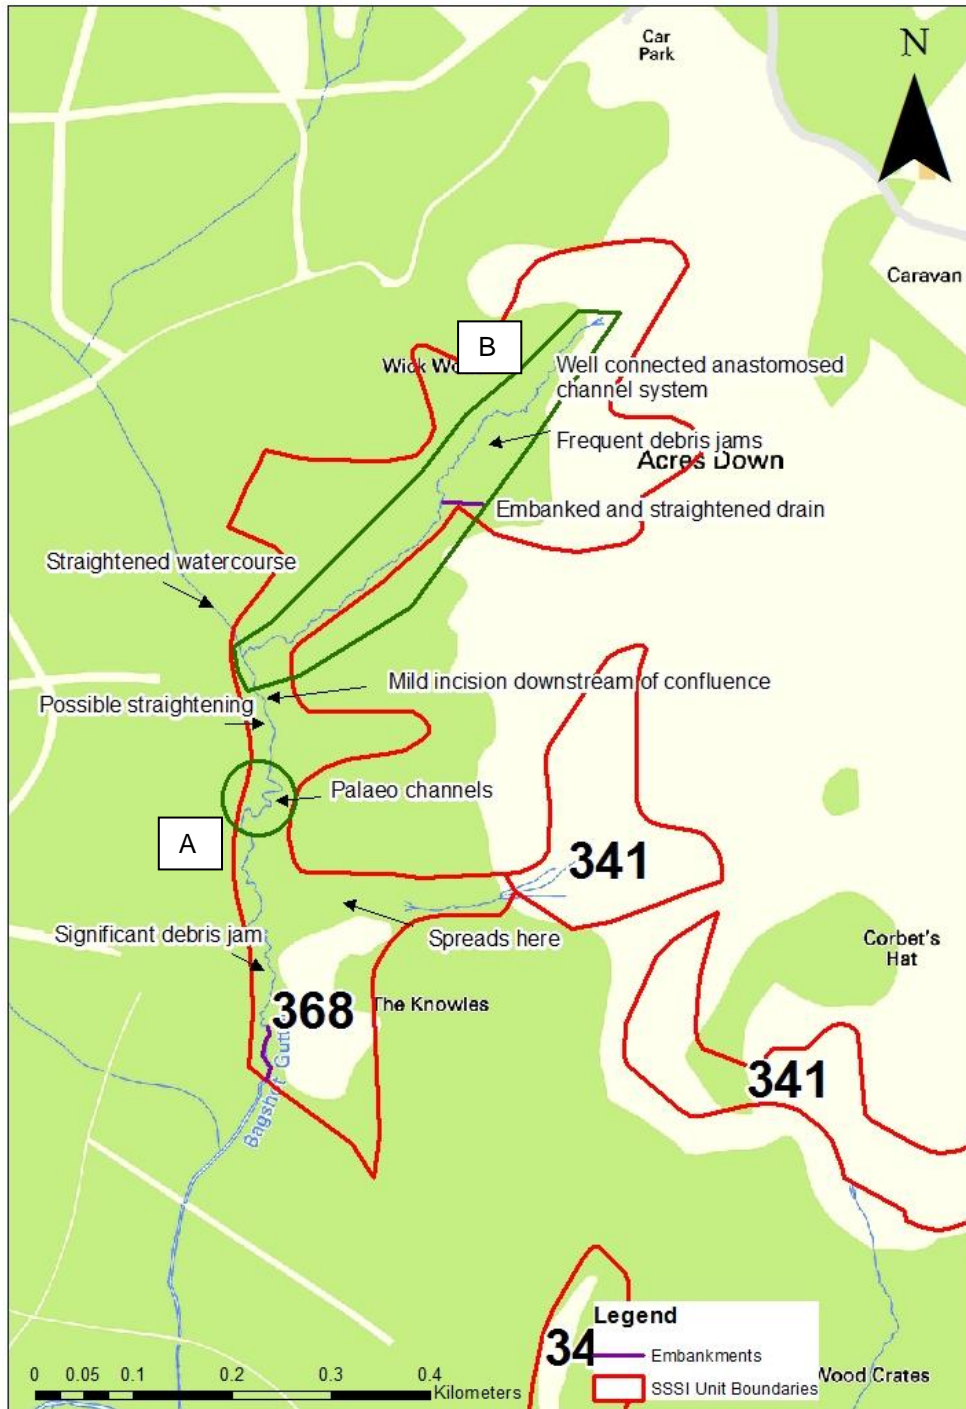 Car
Park
N
Caravan
B
Wick Wo
Well connected anastomosed
channel system
Frequent debris jams
Acres Down
Embanked and straightened drain
Straightened watercourse
Mild incision downstream of confluence
Possible straightening
Palaeo channels
A
341
Significant debris jam
Spreads here
Corbet's
Hat
368
The Knowles
341
Bagshot Gutte
Legend
34
Embankments
SSSI Unit Boundaries
Wood Crates
0 0.05 0.1 0.2 0.3 0.4
Kilometers